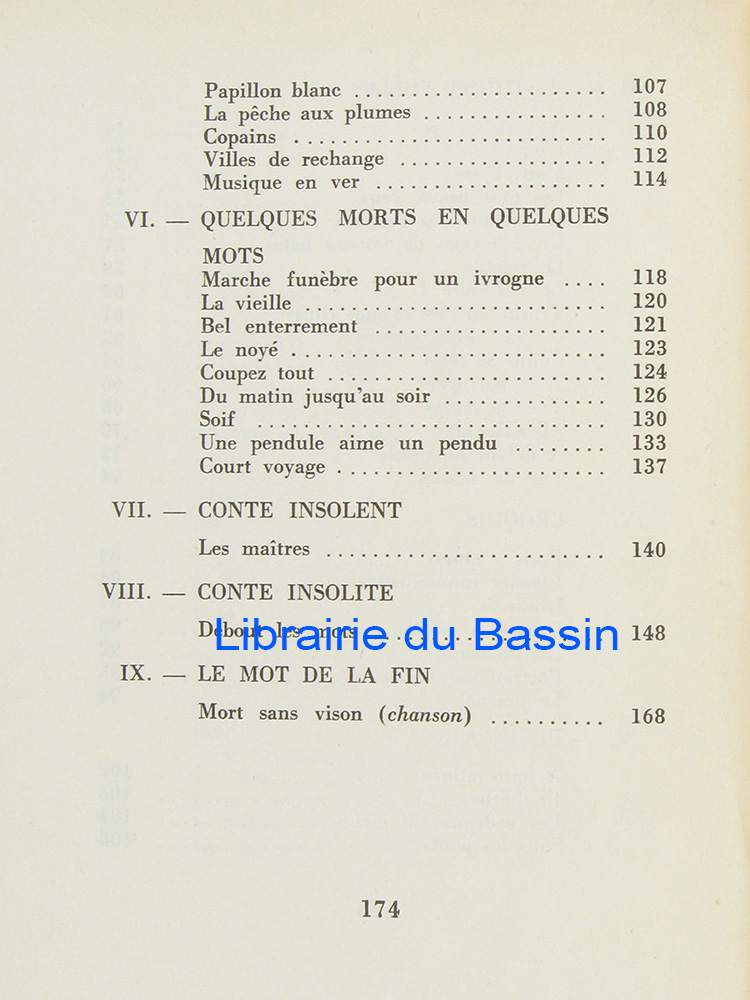 Papillon blanc ....................... 107
La pêche aux plumes ................. 108
Copains ............................. 110
Villes de rechange ................... 112
Musique en ver ..................... 114
VI. — QUELQUES MORTS EN QUELQUES
MOTS
Marche funèbre pour un ivrogne .... 118
La vieille ............................ 120
Bel enterrement ..................... 121
Le noyé ............................. 123
Coupez tout ......................... 124
Du matin jusqu'au soir ............... 126
Soif ................................ 130
Une pendule aime un pendu ........ 133
Court voyage ........................ 137
VII. — CONTE INSOLENT
Les maîtres .......................... 140
VIII. — CONTE INSOLITE
Debout les mots ..................... 148
Librairie du Bassin
IX. — LE MOT DE LA FIN
Mort sans vison (chanson) .......... 168
174